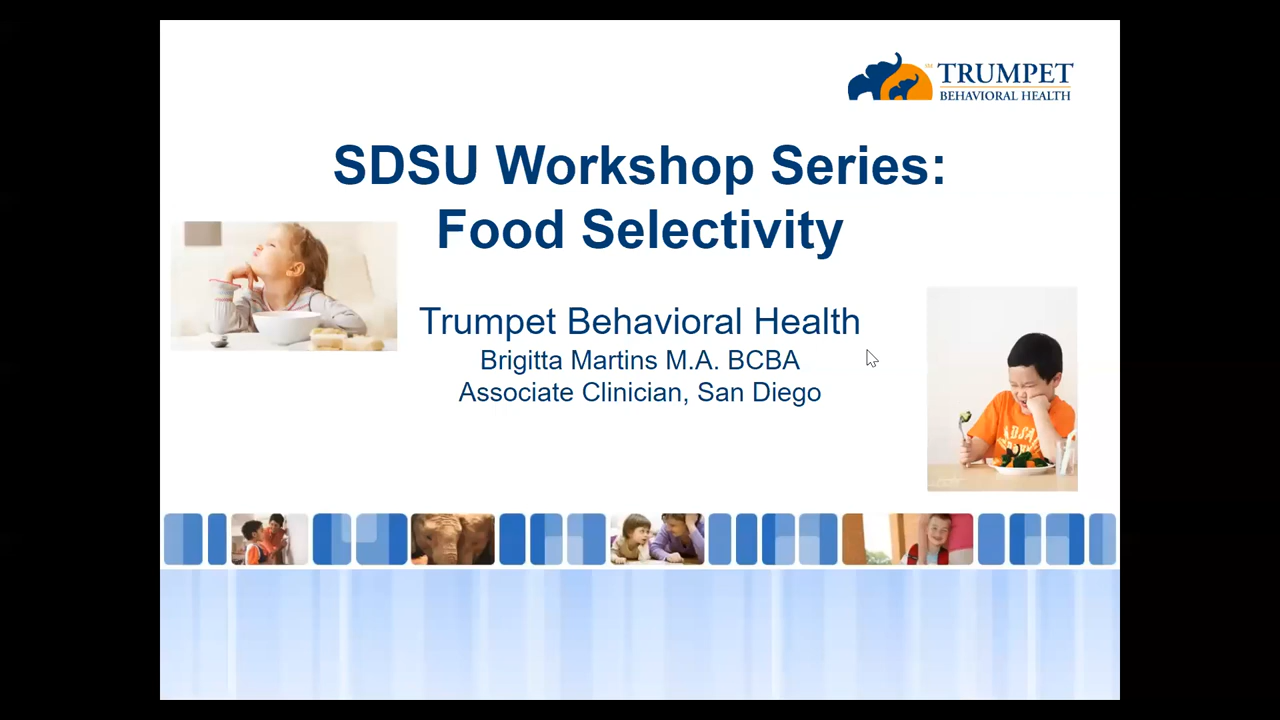 TRUMPET
BEHAVIORAL HEALTH
SDSU Workshop Series:
Food Selectivity
Trumpet Behavioral Health
Brigitta Martins M.A. BCBA
Associate Clinician, San Diego